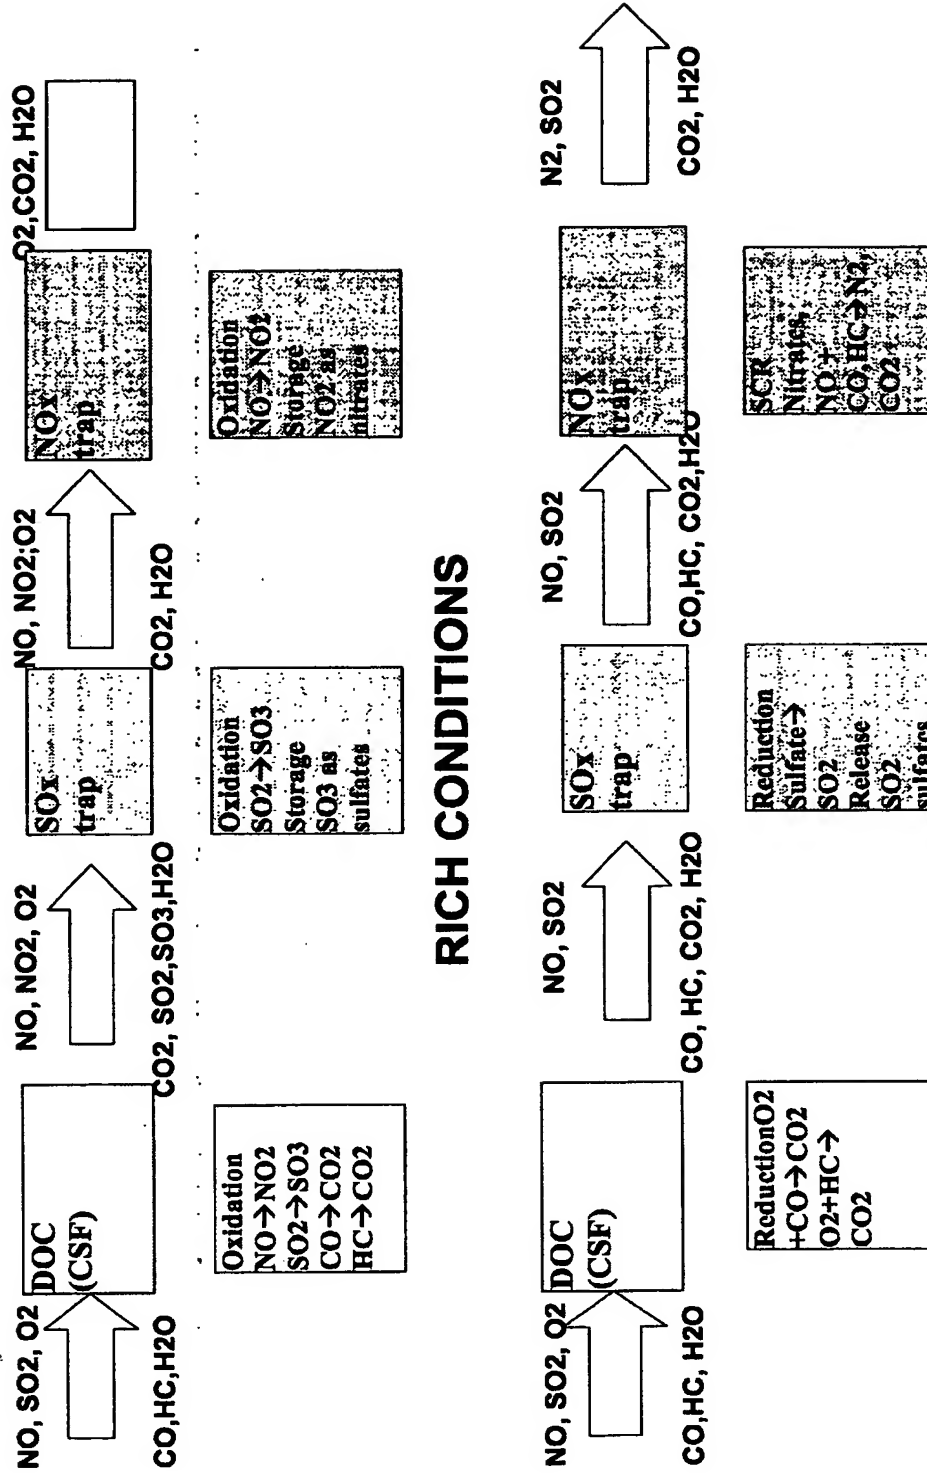 NO, SO2, O2
CO,HC,H2O
DOC
(CSF)
Oxidation
NO→NO2
SO2→SO3
CO→CO2
HC→CO2
NO, NO2, O2
CO2, SO2,SO3,H2O
SOx
trap
Oxidation
SO2→SO3
Storage
SO3 as
sulfates
NO, NO2;O2
CO2, H2O
NOx
trap
Oxidation
NO→NO2
Storage
NO2 as
nitrates
O2,CO2, H2O
RICH CONDITIONS
NO, SO2, O2
CO,HC, H2O
DOC
(CSF)
ReductionO2
+CO→CO2
O2+HC→
CO2
NO, SO2
CO, HC, CO2, H2O
SOx
trap
Reduction
Sulfate→
SO2
Release
SO2
sulfates
NO, SO2
CO,HC, CO2,H2O
NOx
trap
SCR
Nitrates,
NO+
CO,HC→N2,
CO2
N2, SO2
CO2, H2O